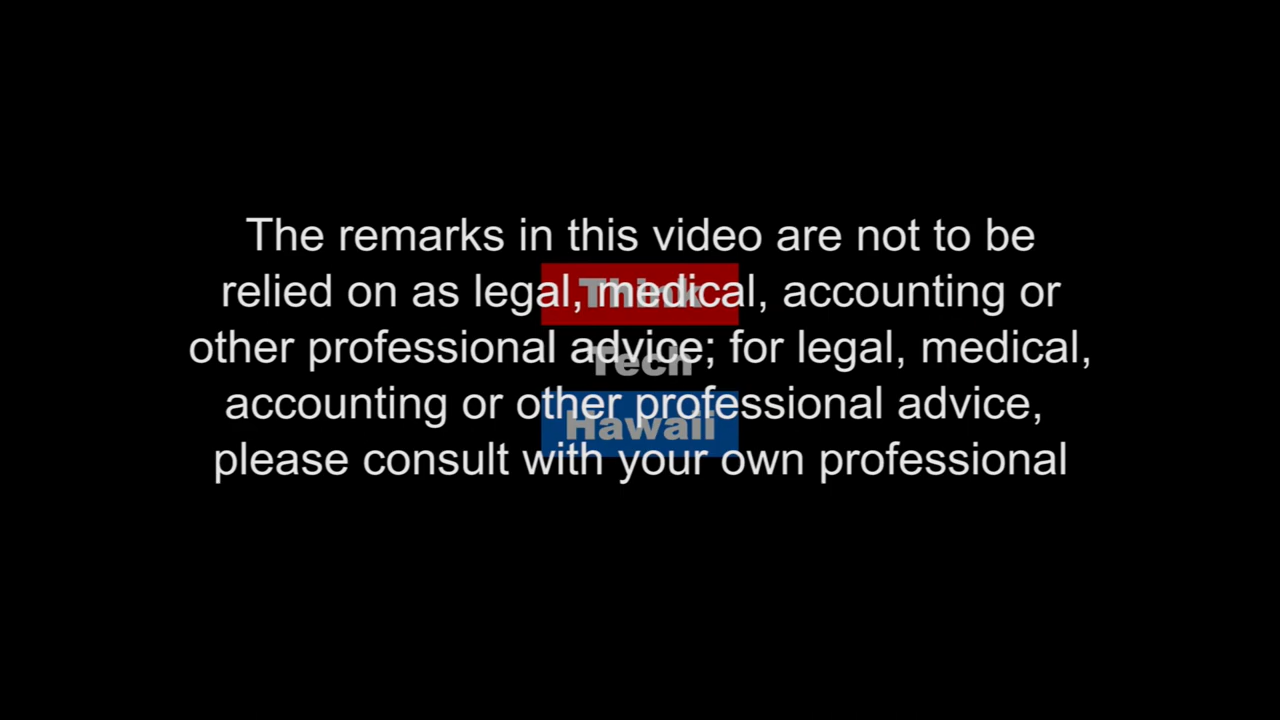 The remarks in this video are not to be
relied on as legal, medical, accounting or
other professional advice; for legal, medical,
accounting or other professional advice,
please consult with your own professional
Think
Tech
Hawaii